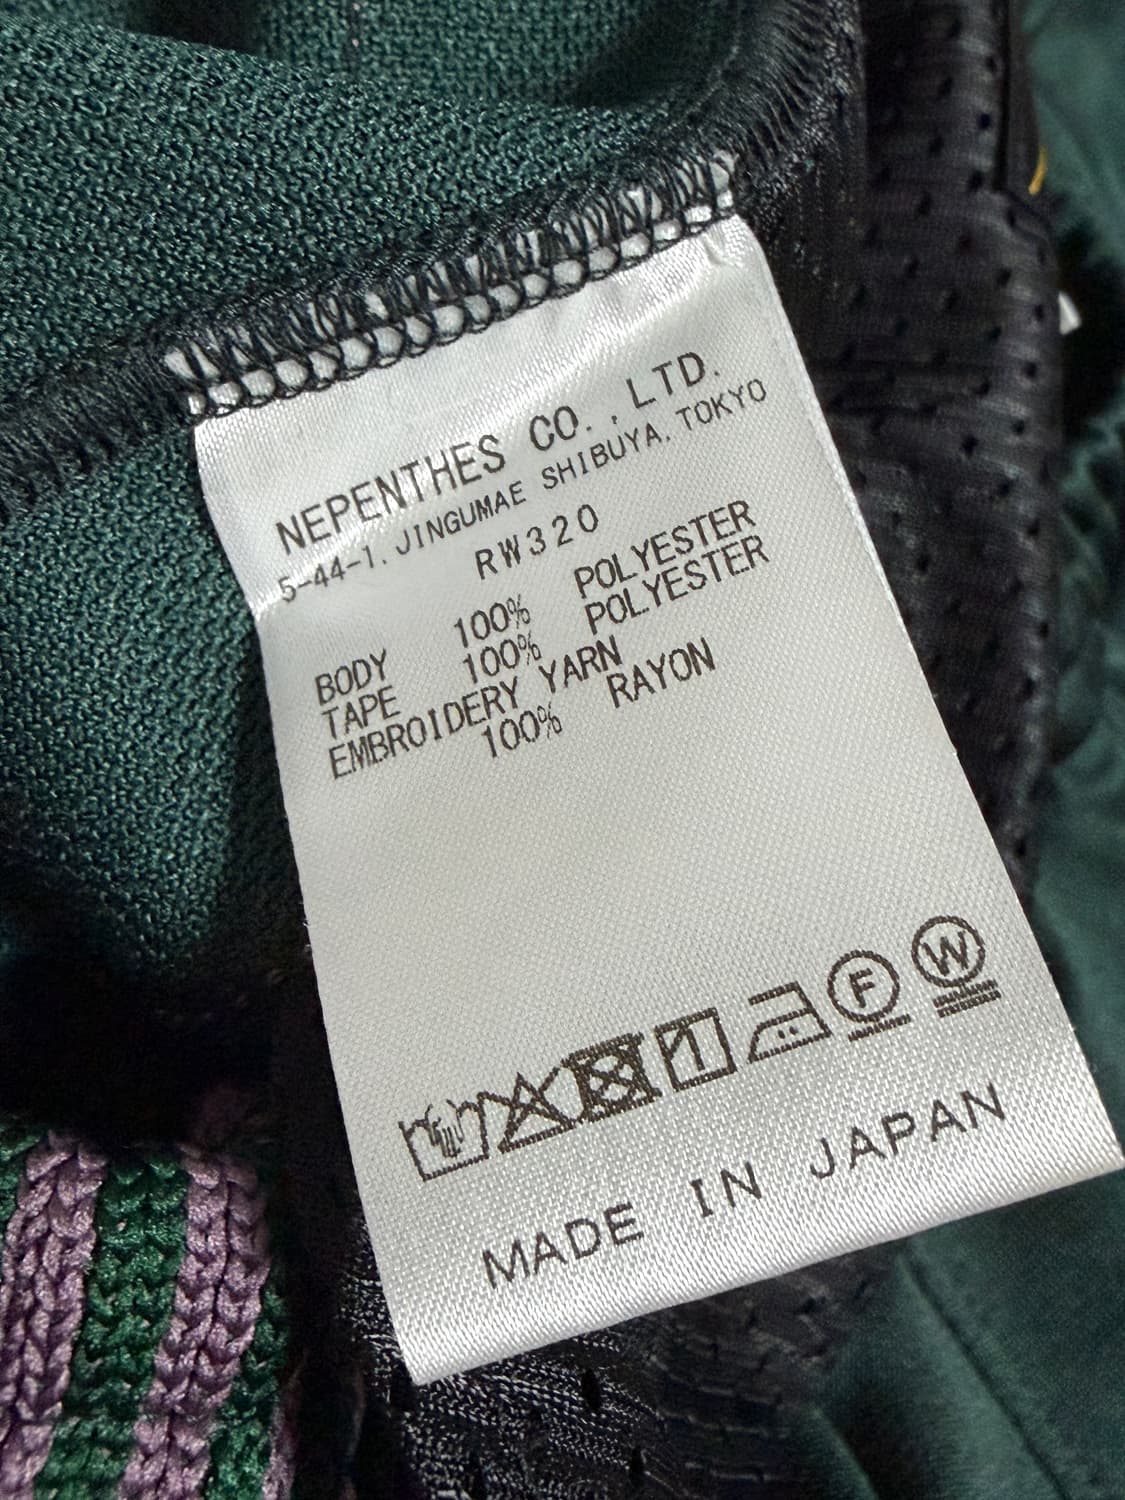 NEPENTHES CO., LTD.
5-44-1, JINGUMAE SHIBUYA, TOKYO
RW320
BODY 100% POLYESTER
TAPE 100% POLYESTER
EMBROIDERY YARN
100% RAYON
F W
MADE IN JAPAN